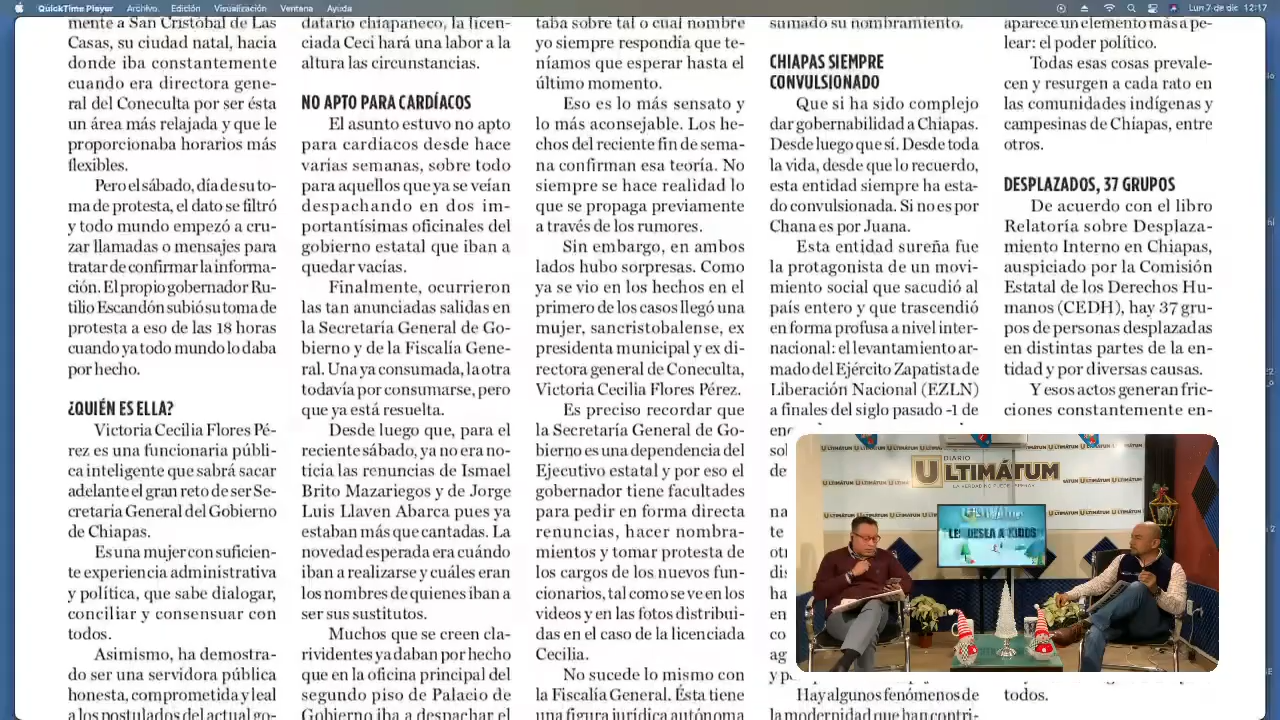 QuickTime Player Archivo Edición Visualización Ventana Ayuda
Lun 7 de dic 12:17
mente a San Cristóbal de Las
Casas, su ciudad natal, hacia
donde iba constantemente
cuando era directora gene-
ral del Coneculta por ser ésta
un área más relajada y que le
proporcionaba horarios más
flexibles.
Pero el sábado, día de su to-
ma de protesta, el dato se filtró
y todo mundo empezó a cru-
zar llamadas o mensajes para
tratar de confirmar la informa-
ción. El propio gobernador Ru-
tilio Escandón subió su toma de
protesta a eso de las 18 horas
cuando ya todo mundo lo daba
por hecho.
¿QUIÉN ES ELLA?
Victoria Cecilia Flores Pé-
rez es una funcionaria públi-
ca inteligente que sabrá sacar
adelante el gran reto de ser Se-
cretaria General del Gobierno
de Chiapas.
Es una mujer con suficien-
te experiencia administrativa
y política, que sabe dialogar,
conciliar y consensuar con
todos.
Asimismo, ha demostra-
do ser una servidora pública
honesta, comprometida y leal
a los postulados del actual go-
datario chiapaneco, la licen-
ciada Ceci hará una labor a la
altura las circunstancias.
NO APTO PARA CARDÍACOS
El asunto estuvo no apto
para cardiacos desde hace
varias semanas, sobre todo
para aquellos que ya se veían
despachando en dos im-
portantísimas oficinales del
gobierno estatal que iban a
quedar vacías.
Finalmente, ocurrieron
las tan anunciadas salidas en
la Secretaría General de Go-
bierno y de la Fiscalía Gene-
ral. Una ya consumada, la otra
todavía por consumarse, pero
que ya está resuelta.
Desde luego que, para el
reciente sábado, ya no era no-
ticia las renuncias de Ismael
Brito Mazariegos y de Jorge
Luis Llaven Abarca pues ya
estaban más que cantadas. La
novedad esperada era cuándo
iban a realizarse y cuáles eran
los nombres de quienes iban a
ser sus sustitutos.
Muchos que se creen cla-
rividentes ya daban por hecho
que en la oficina principal del
segundo piso de Palacio de
Gobierno iba a despachar el
taba sobre tal o cual nombre
yo siempre respondía que te-
níamos que esperar hasta el
último momento.
Eso es lo más sensato y
lo más aconsejable. Los he-
chos del reciente fin de sema-
na confirman esa teoría. No
siempre se hace realidad lo
que se propaga previamente
a través de los rumores.
Sin embargo, en ambos
lados hubo sorpresas. Como
ya se vio en los hechos en el
primero de los casos llegó una
mujer, sancristobalense, ex
presidenta municipal y ex di-
rectora general de Coneculta,
Victoria Cecilia Flores Pérez.
Es preciso recordar que
la Secretaría General de Go-
bierno es una dependencia del
Ejecutivo estatal y por eso el
gobernador tiene facultades
para pedir en forma directa
renuncias, hacer nombra-
mientos y tomar protesta de
los cargos de los nuevos fun-
cionarios, tal como se ve en los
videos y en las fotos distribui-
das en el caso de la licenciada
Cecilia.
No sucede lo mismo con
la Fiscalía General. Ésta tiene
una figura jurídica autónoma
sumado su nombramiento.
CHIAPAS SIEMPRE
CONVULSIONADO
Que si ha sido complejo
dar gobernabilidad a Chiapas.
Desde luego que sí. Desde toda
la vida, desde que lo recuerdo,
esta entidad siempre ha esta-
do convulsionada. Si no es por
Chana es por Juana.
Esta entidad sureña fue
la protagonista de un movi-
miento social que sacudió al
país entero y que trascendió
en forma profusa a nivel inter-
nacional: el levantamiento ar-
mado del Ejército Zapatista de
Liberación Nacional (EZLN)
a finales del siglo pasado -1 de
Hay algunos fenómenos de
la modernidad que han contri-
aparece un elemento más a pe-
lear: el poder político.
Todas esas cosas prevale-
cen y resurgen a cada rato en
las comunidades indígenas y
campesinas de Chiapas, entre
otros.
DESPLAZADOS, 37 GRUPOS
De acuerdo con el libro
Relatoría sobre Desplaza-
miento Interno en Chiapas,
auspiciado por la Comisión
Estatal de los Derechos Hu-
manos (CEDH), hay 37 gru-
pos de personas desplazadas
en distintas partes de la en-
tidad y por diversas causas.
Y esos actos generan fric-
ciones constantemente en-
todos.
DIARIO
ULTIMÁTUM
LA VERDAD NO PUEDE ESPERAR
LES DESEA A TODOS